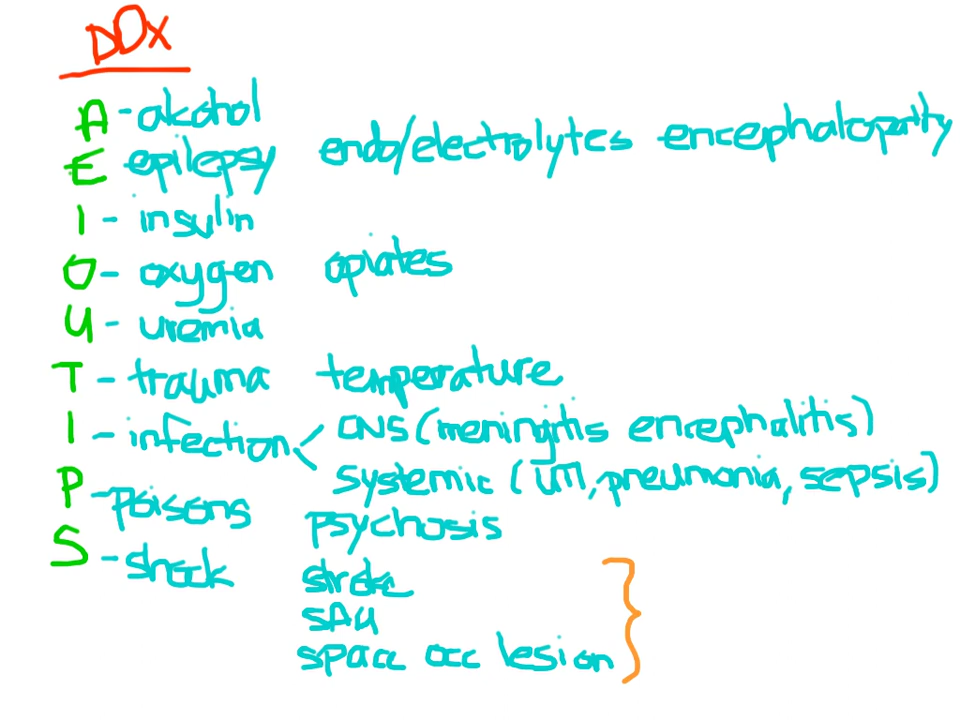 DDx
A - alcohol
E epilepsy endo/electrolytes encephalopathy
I - insulin
O - oxygen opiates
U - uremia
T - trauma temperature
I - infection < CNS (meningitis encephalitis)
systemic (UTI, pneumonia, sepsis)
P - poisons psychosis
S - shock stroke
SAH
space occ lesion